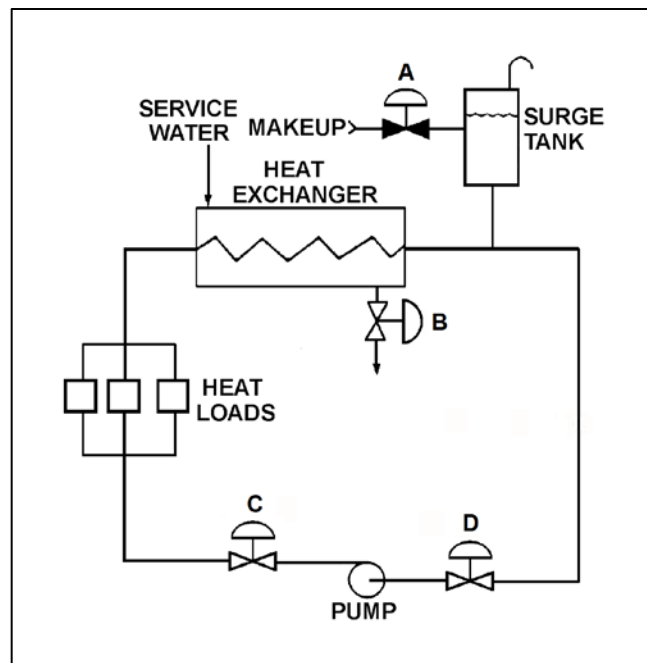 A
SERVICE
WATER
MAKEUP
SURGE
TANK
HEAT
EXCHANGER
B
HEAT
LOADS
C
D
PUMP